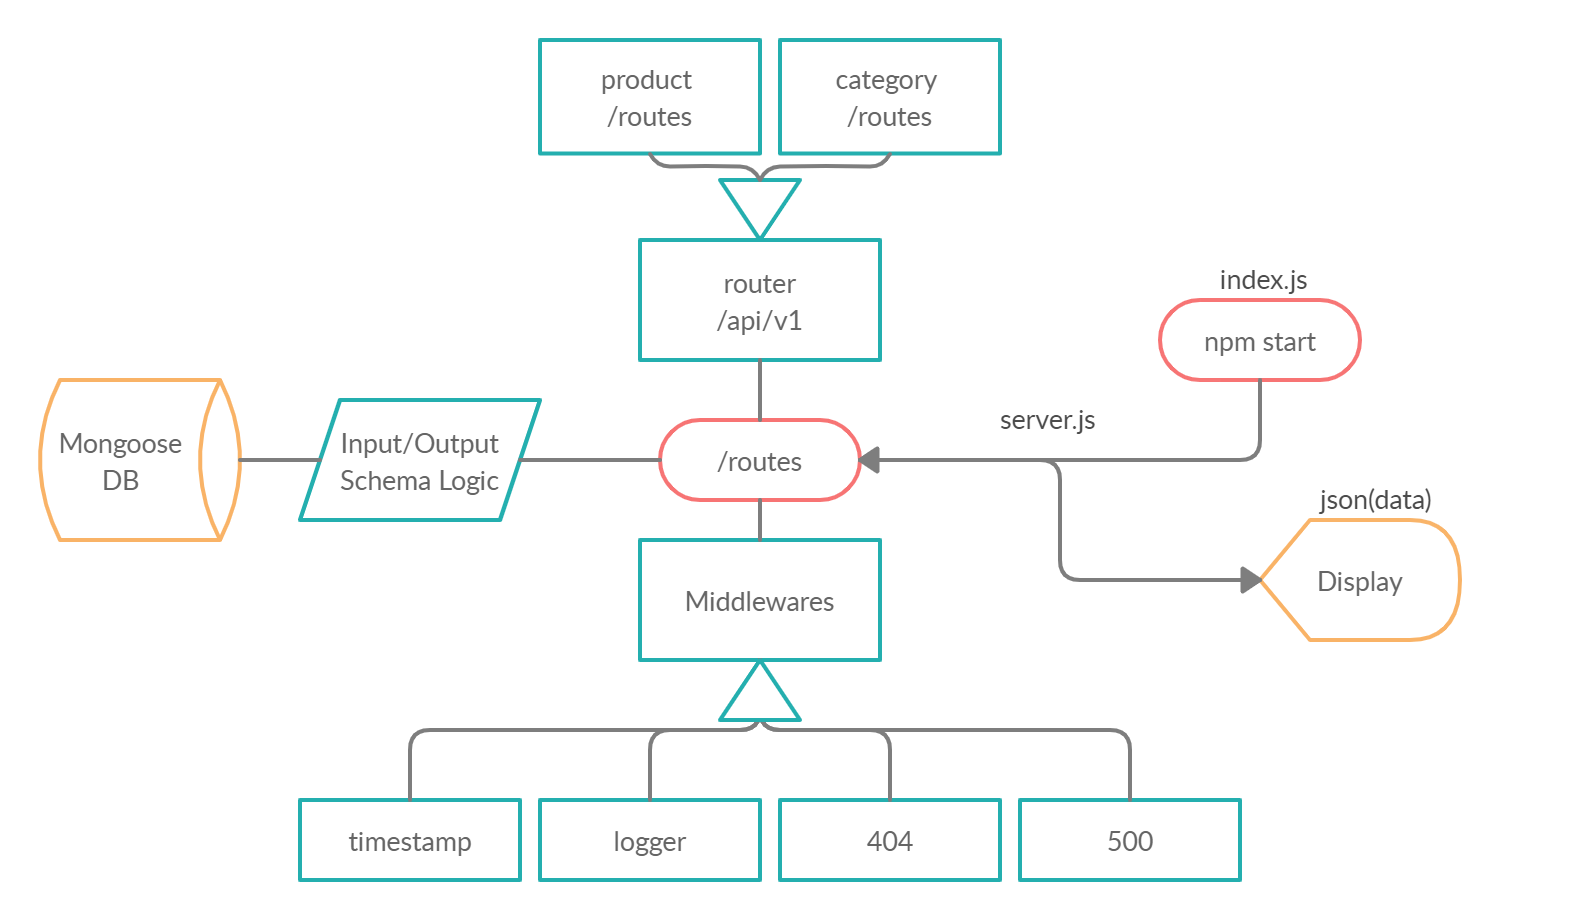 product
/routes
category
/routes
router
/api/v1
index.js
npm start
server.js
Mongoose
DB
Input/Output
Schema Logic
/routes
json(data)
Display
Middlewares
timestamp
logger
404
500